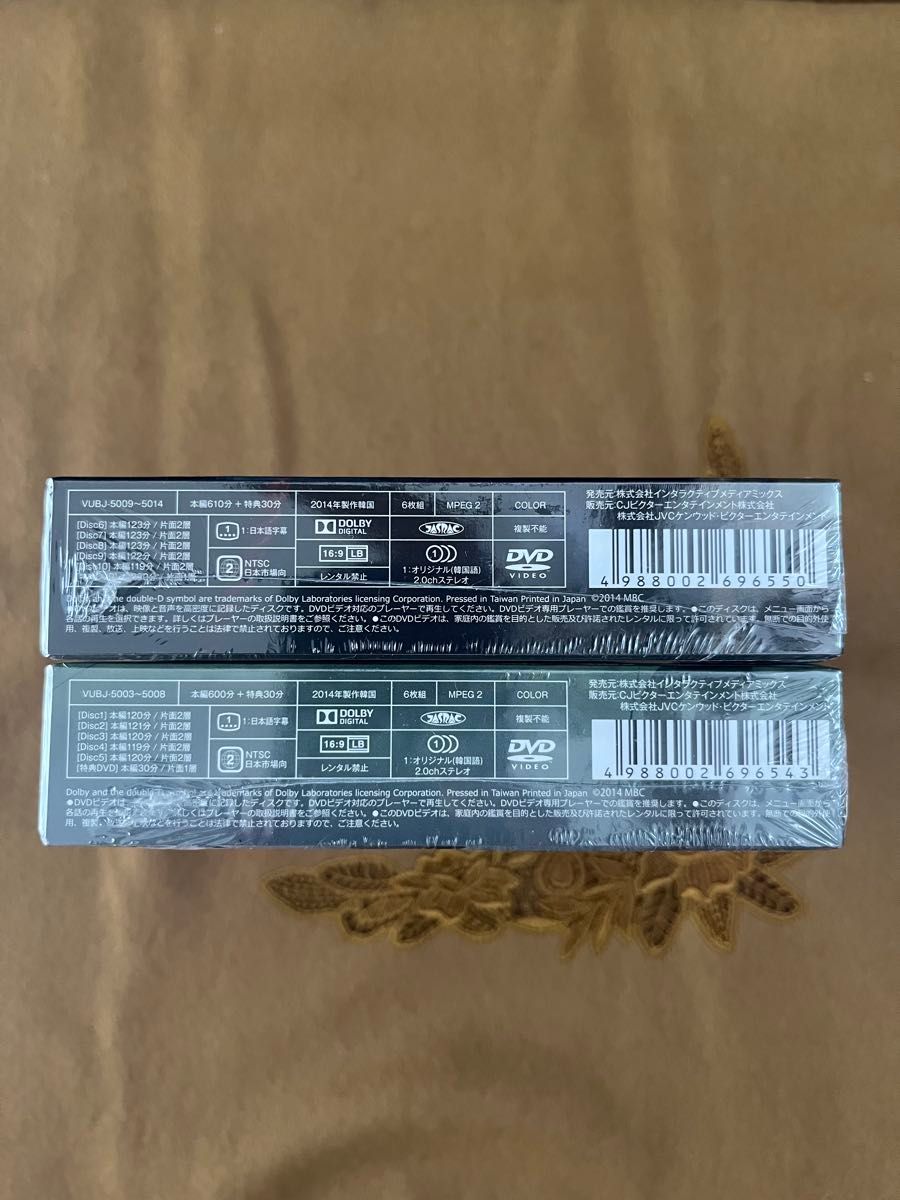 VUBJ-5009〜5014
本編610分+特典30分
2014年製作韓国
6枚組
MPEG 2
COLOR
[Disc6] 本編123分 / 片面2層
[Disc7] 本編123分 / 片面2層
[Disc8] 本編123分 / 片面2層
[Disc9] 本編122分 / 片面2層
[Disc10] 本編119分 / 片面2層
1
1:日本語字幕
2
NTSC
日本市場向
DOLBY
DIGITAL
16:9 LB
レンタル禁止
JASRAC
1
1:オリジナル(韓国語)
2.0chステレオ
複製不能
DVD
VIDEO
発売元:株式会社インタラクティブメディアミックス
販売元:CJビクターエンタテインメント株式会社
株式会社JVCケンウッド・ビクターエンタテインメント
4 988002 696550
and the double-D symbol are trademarks of Dolby Laboratories licensing Corporation. Pressed in Taiwan Printed in Japan ©2014 MBC
は、映像と音声を高密度に記録したディスクです。DVDビデオ対応のプレーヤーで再生してください。DVDビデオ専用プレーヤーでの鑑賞を推奨します。●このディスクは、メニュー画面から
各話の再生を選択できます。詳しくはプレーヤーの取扱説明書をご参照ください。●このDVDビデオは、家庭内の鑑賞を目的とした販売及び許諾されたレンタルに限って許可されています。無断での目的外使
用、複製、放送、上映などを行うことは法律で禁止されておりますので、ご注意ください。
VUBJ-5003〜5008
本編600分+特典30分
2014年製作韓国
6枚組
MPEG 2
COLOR
[Disc1] 本編120分 / 片面2層
[Disc2] 本編121分 / 片面2層
[Disc3] 本編120分 / 片面2層
[Disc4] 本編119分 / 片面2層
[Disc5] 本編120分 / 片面2層
[特典DVD] 本編30分 / 片面1層
1
1:日本語字幕
2
NTSC
日本市場向
DOLBY
DIGITAL
16:9 LB
レンタル禁止
JASRAC
1
1:オリジナル(韓国語)
2.0chステレオ
複製不能
DVD
VIDEO
発売元:株式会社インタラクティブメディアミックス
販売元:CJビクターエンタテインメント株式会社
株式会社JVCケンウッド・ビクターエンタテインメント
4 988002 696543
Dolby and the double-D symbol are trademarks of Dolby Laboratories licensing Corporation. Pressed in Taiwan Printed in Japan ©2014 MBC
●DVDビデオは、映像と音声を高密度に記録したディスクです。DVDビデオ対応のプレーヤーで再生してください。DVDビデオ専用プレーヤーでの鑑賞を推奨します。●このディスクは、メニュー画面から
各話の再生を選択できます。詳しくはプレーヤーの取扱説明書をご参照ください。●このDVDビデオは、家庭内の鑑賞を目的とした販売及び許諾されたレンタルに限って許可されています。無断での目的外使
用、複製、放送、上映などを行うことは法律で禁止されておりますので、ご注意ください。